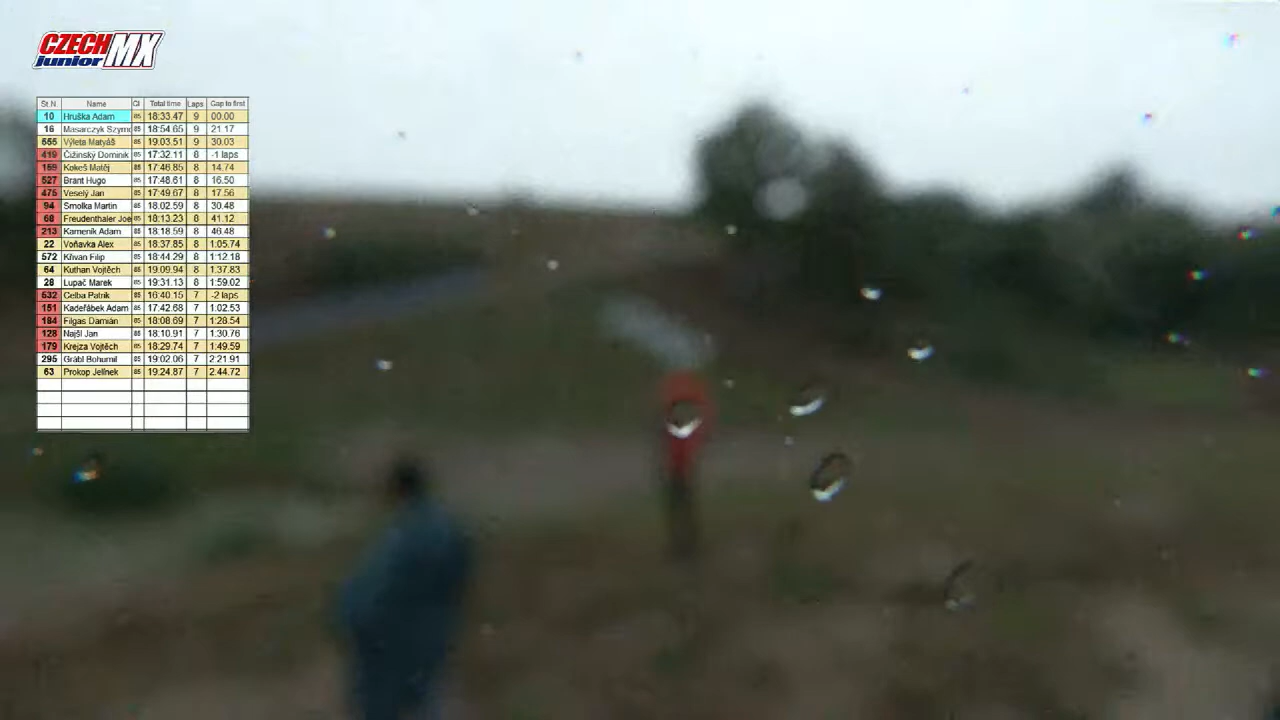 CZECH
junior MX
St.N. Name Cl Total time Laps Gap to first
10 Hruška Adam 85 18:33.47 9 00.00
16 Masarczyk Szymo 85 18:54.65 9 21.17
555 Výleta Matyáš 85 19:03.51 9 30.03
419 Čižinský Dominik 85 17:32.11 8 -1 laps
155 Kokeš Matěj 85 17:46.85 8 14.74
527 Brant Hugo 85 17:48.61 8 16.50
475 Veselý Jan 85 17:49.67 8 17.56
94 Smolka Martin 85 18:02.59 8 30.48
68 Freudenthaler Joe 85 18:13.23 8 41.12
213 Kameník Adam 85 18:18.59 8 46.48
22 Voňavka Alex 85 18:37.85 8 1:05.74
572 Křivan Filip 85 18:44.29 8 1:12.18
64 Kuthan Vojtěch 85 19:09.94 8 1:37.83
28 Lupač Marek 85 19:31.13 8 1:59.02
532 Celba Patrik 85 16:40.15 7 -2 laps
151 Kadeřábek Adam 85 17:42.68 7 1:02.53
184 Filgas Damián 85 18:08.69 7 1:28.54
128 Najšl Jan 85 18:10.91 7 1:30.76
179 Krejza Vojtěch 85 18:29.74 7 1:49.59
295 Grábl Bohumil 85 19:02.06 7 2:21.91
63 Prokop Jelínek 85 19:24.87 7 2:44.72